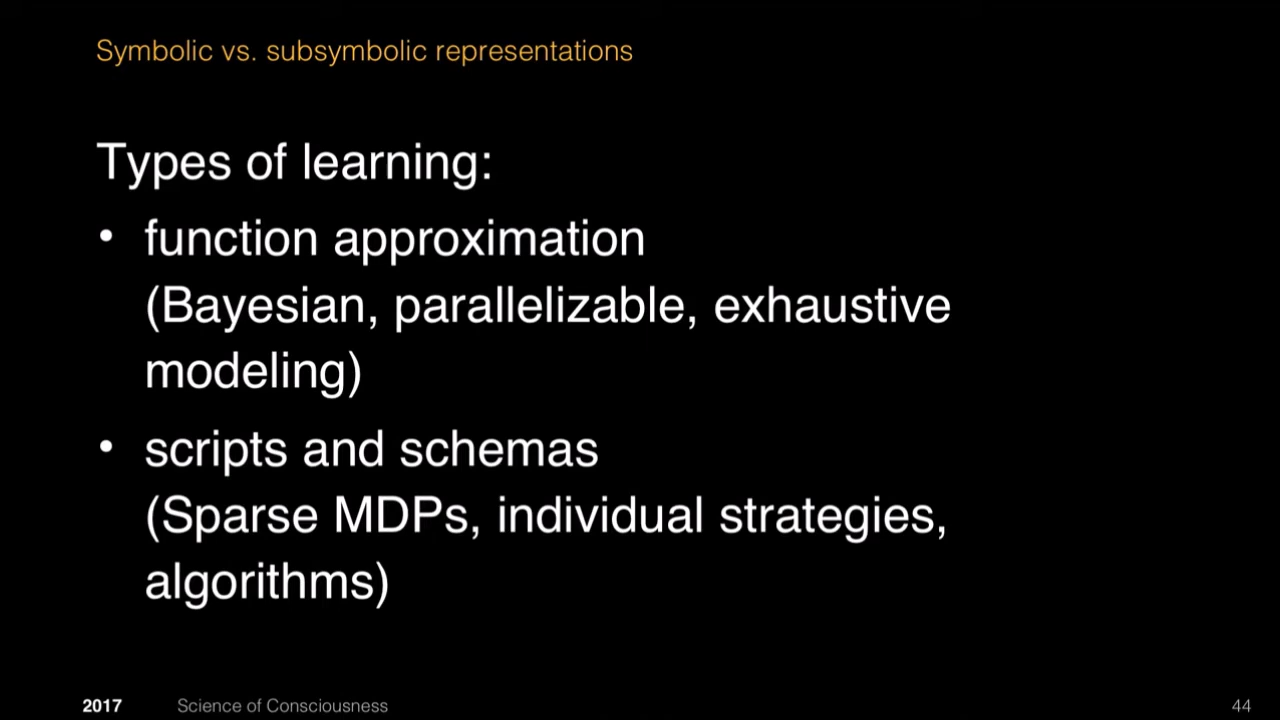 Symbolic vs. subsymbolic representations
Types of learning:
• function approximation
(Bayesian, parallelizable, exhaustive
modeling)
• scripts and schemas
(Sparse MDPs, individual strategies,
algorithms)
2017 Science of Consciousness 44